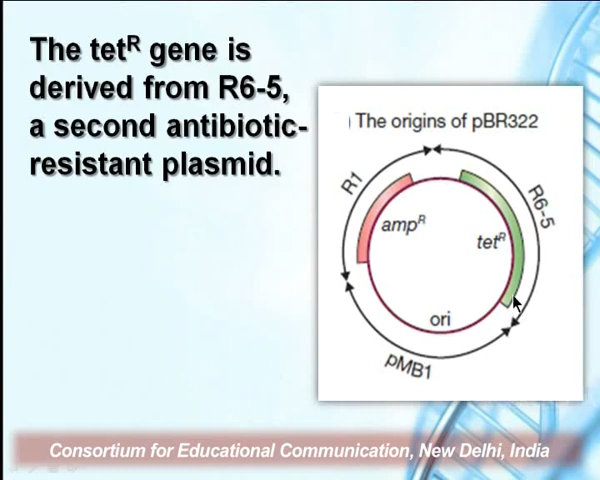 The tetR gene is
derived from R6-5,
a second antibiotic-
resistant plasmid.
) The origins of pBR322
R1
R6-5
ampR
tetR
ori
pMB1
Consortium for Educational Communication, New Delhi, India